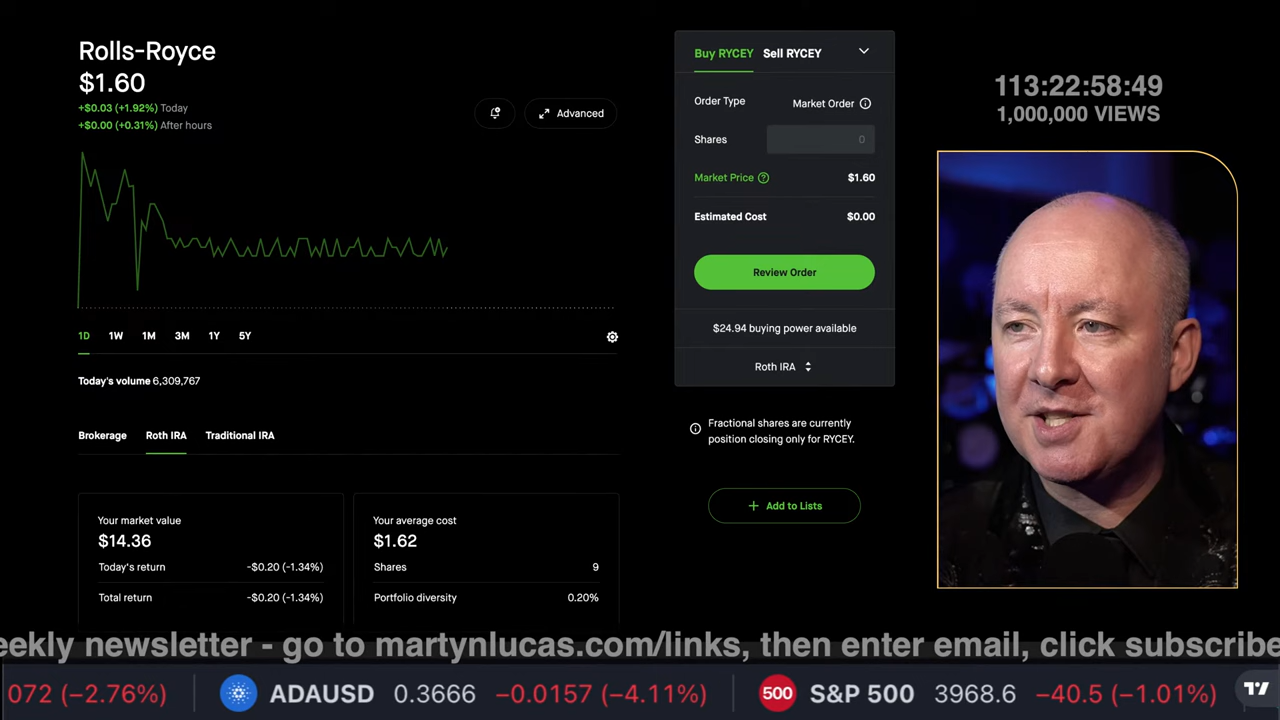 Rolls-Royce
$1.60
+$0.03 (+1.92%) Today
+$0.00 (+0.31%) After hours
Advanced
1D 1W 1M 3M 1Y 5Y
Today's volume 6,309,767
Brokerage Roth IRA Traditional IRA
Your market value
$14.36
Today's return -$0.20 (-1.34%)
Total return -$0.20 (-1.34%)
Your average cost
$1.62
Shares 9
Portfolio diversity 0.20%
Buy RYCEY Sell RYCEY
Order Type Market Order
Shares 0
Market Price $1.60
Estimated Cost $0.00
Review Order
$24.94 buying power available
Roth IRA
Fractional shares are currently
position closing only for RYCEY.
+ Add to Lists
113:22:58:49
1,000,000 VIEWS
eekly newsletter - go to martynlucas.com/links, then enter email, click subscribe
072 (−2.76%) ADAUSD 0.3666 −0.0157 (−4.11%) 500 S&P 500 3968.6 −40.5 (−1.01%)